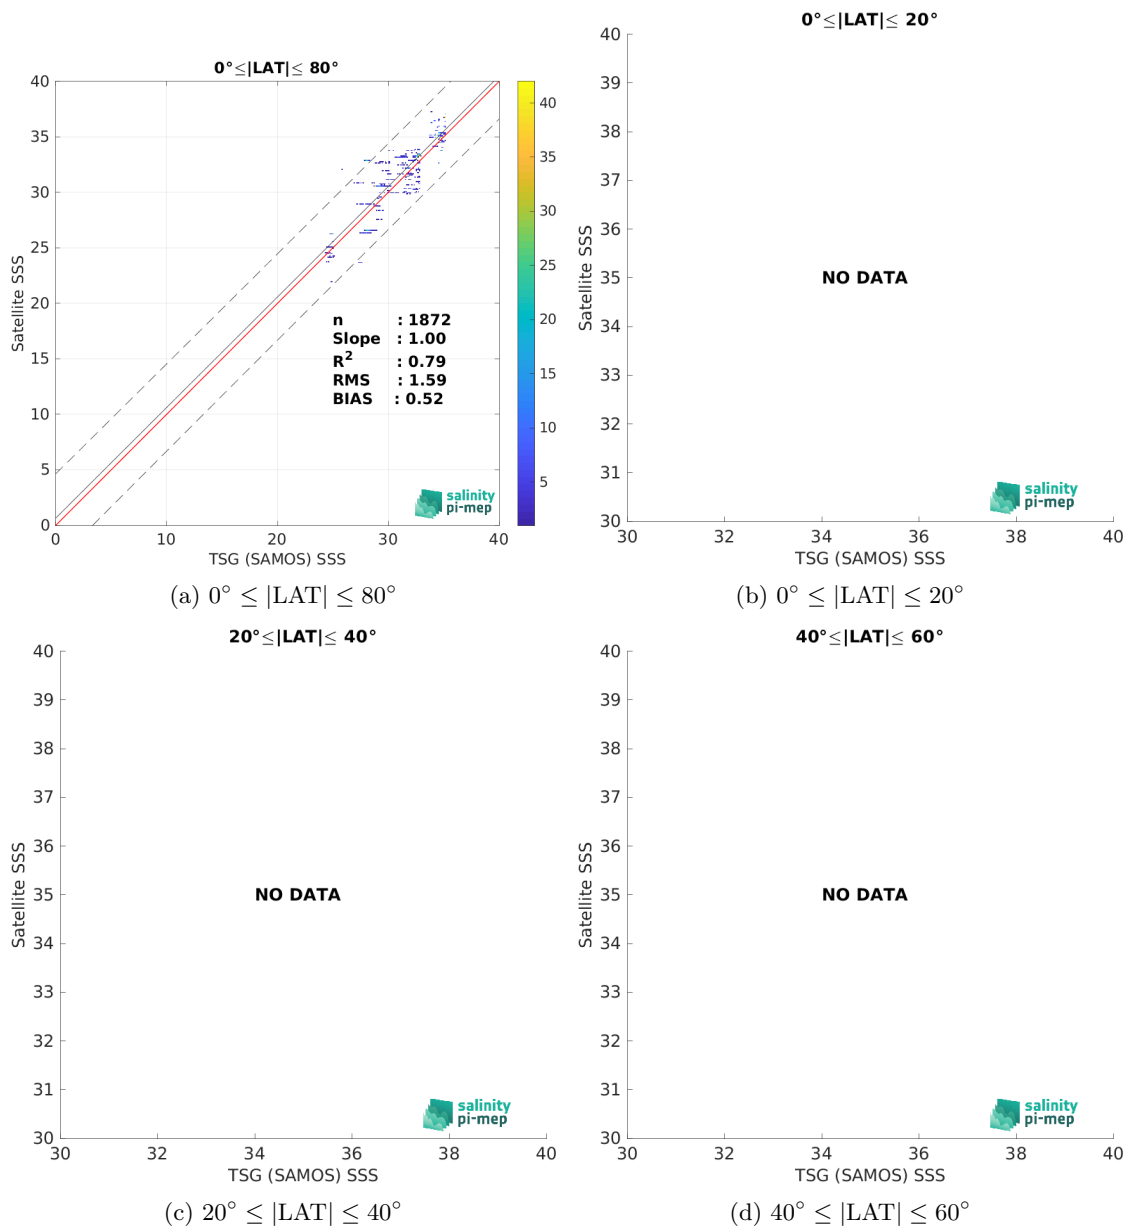 0°≤|LAT|≤ 80°
40
35
30
25
20
15
10
5
0
0
10
20
30
40
Satellite SSS
TSG (SAMOS) SSS
n : 1872
Slope : 1.00
R² : 0.79
RMS : 1.59
BIAS : 0.52
salinity
pi-mep
40
35
30
25
20
15
10
5
(a) 0° ≤ |LAT| ≤ 80°
0°≤|LAT|≤ 20°
40
39
38
37
36
35
34
33
32
31
30
30
32
34
36
38
40
Satellite SSS
NO DATA
salinity
pi-mep
TSG (SAMOS) SSS
(b) 0° ≤ |LAT| ≤ 20°
20°≤|LAT|≤ 40°
40
39
38
37
36
35
34
33
32
31
30
30
32
34
36
38
40
Satellite SSS
NO DATA
salinity
pi-mep
TSG (SAMOS) SSS
(c) 20° ≤ |LAT| ≤ 40°
40°≤|LAT|≤ 60°
40
39
38
37
36
35
34
33
32
31
30
30
32
34
36
38
40
Satellite SSS
NO DATA
salinity
pi-mep
TSG (SAMOS) SSS
(d) 40° ≤ |LAT| ≤ 60°